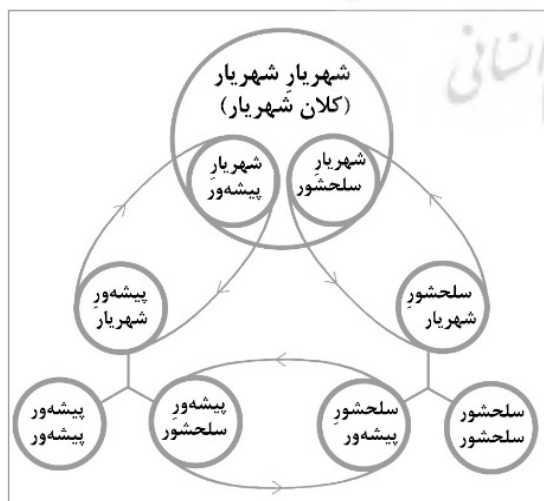 انسانی
شهریارِ شهریار
(کلان شهریار)
شهریارِ
پیشه‌ور
شهریارِ
سلحشور
پیشه‌ورِ
شهریار
سلحشورِ
شهریار
پیشه‌ور
پیشه‌ور
پیشه‌ورِ
سلحشور
سلحشورِ
پیشه‌ور
سلحشور
سلحشور